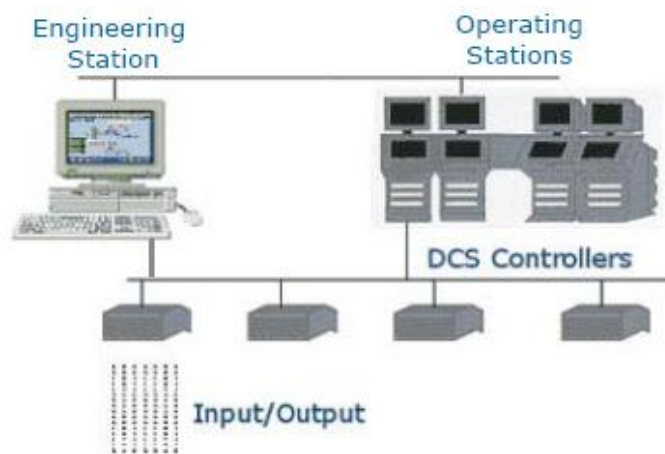 Engineering
Station
Operating
Stations
DCS Controllers
Input/Output